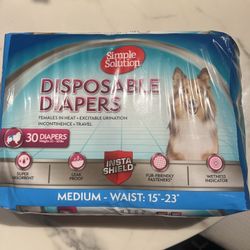 Simple
Solution
DISPOSABLE
DIAPERS
FEMALES IN HEAT • EXCITABLE URINATION
INCONTINENCE • TRAVEL
30 DIAPERS
SUPER
ABSORBENT
LEAK
PROOF
INSTA
SHIELD
FUR-FRIENDLY
FASTENERS
WETNESS
INDICATOR
MEDIUM - WAIST: 15"-23"